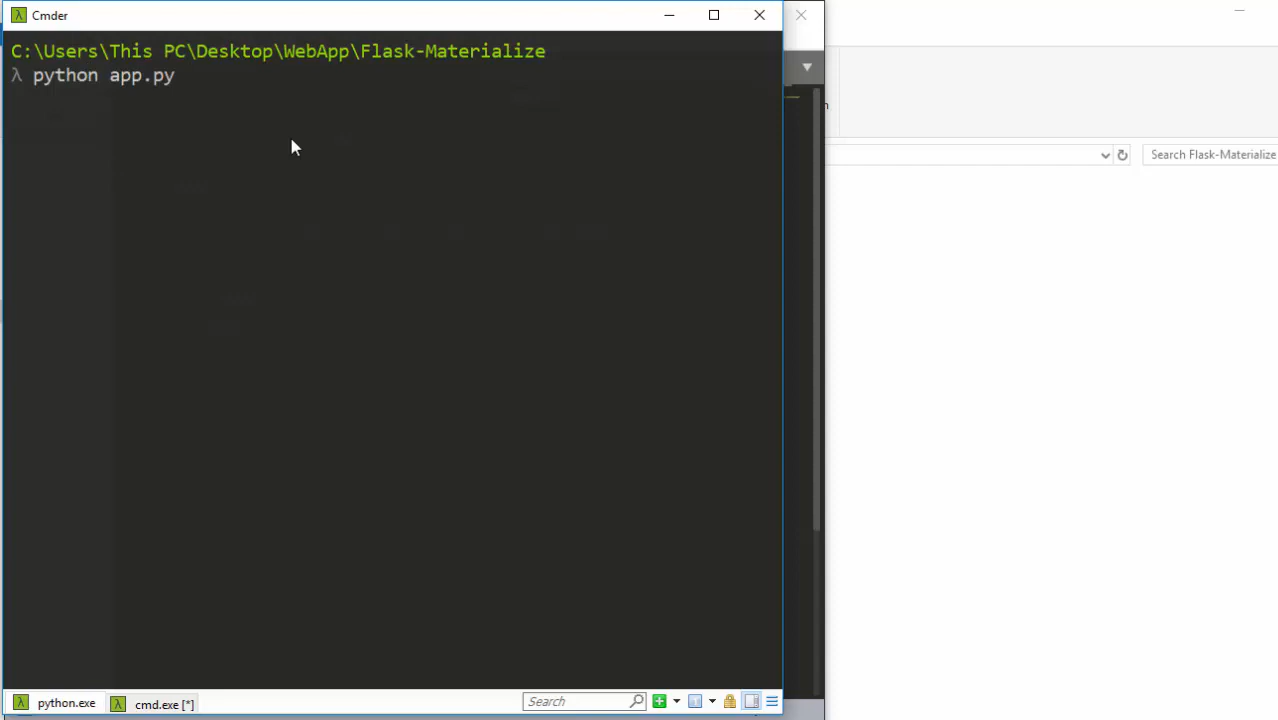 Cmder
C:\Users\This PC\Desktop\WebApp\Flask-Materialize
λ python app.py
Search Flask-Materialize
python.exe
cmd.exe [*]
Search